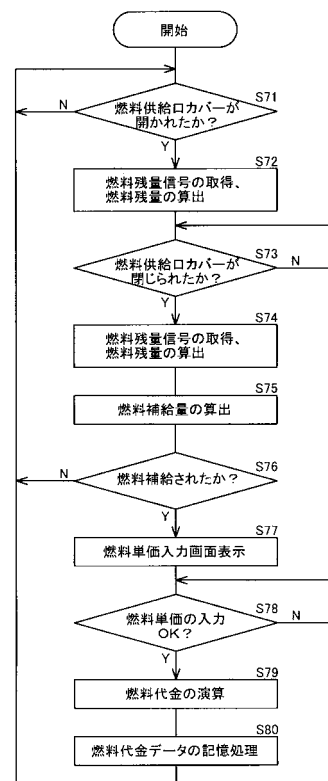 開始
S71
N
燃料供給口カバーが
開かれたか？
Y
S72
燃料残量信号の取得、
燃料残量の算出
S73
燃料供給口カバーが
閉じられたか？
N
Y
S74
燃料残量信号の取得、
燃料残量の算出
S75
燃料補給量の算出
S76
N
燃料補給されたか？
Y
S77
燃料単価入力画面表示
S78
燃料単価の入力
OK？
N
Y
S79
燃料代金の演算
S80
燃料代金データの記憶処理